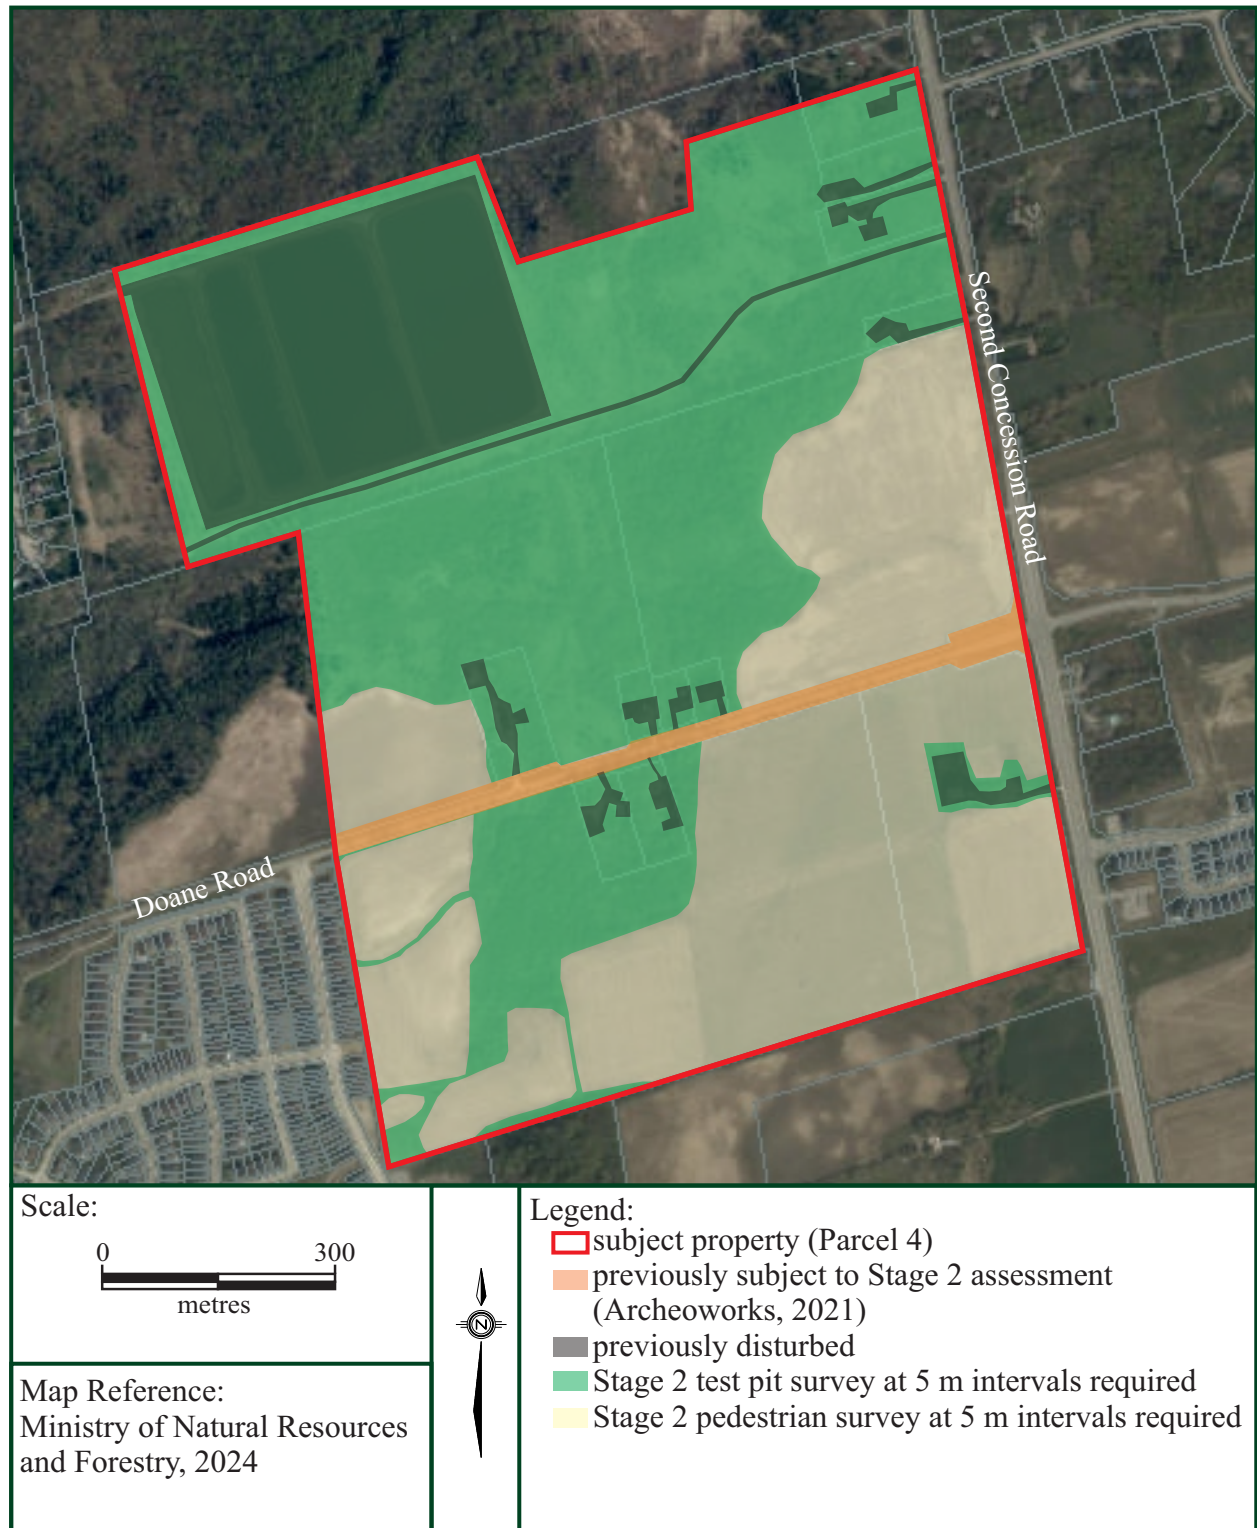 Second Concession Road
Doane Road
Scale:
0 300
metres
Map Reference:
Ministry of Natural Resources
and Forestry, 2024
N
Legend:
subject property (Parcel 4)
previously subject to Stage 2 assessment
(Archeoworks, 2021)
previously disturbed
Stage 2 test pit survey at 5 m intervals required
Stage 2 pedestrian survey at 5 m intervals required